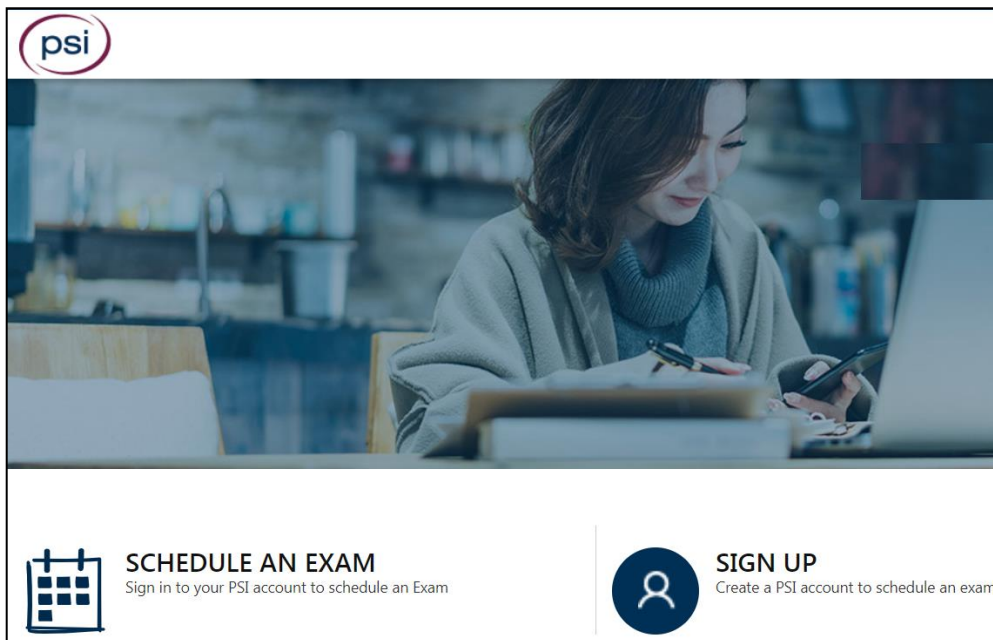 psi
SCHEDULE AN EXAM
Sign in to your PSI account to schedule an Exam
SIGN UP
Create a PSI account to schedule an exam